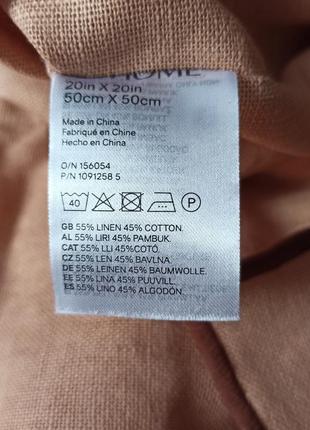 HOME
20in X 20in
50cm X 50cm
Made in China
Fabriqué en Chine
Hecho en China
O/N 156054
P/N 1091258 5
40 P
GB 55% LINEN 45% COTTON.
AL 55% LIRI 45% PAMBUK.
CAT 55% LLI 45%COTÓ.
CZ 55% LEN 45% BAVLNA.
DE 55% LEINEN 45% BAUMWOLLE.
EE 55% LINA 45% PUUVILL.
ES 55% LINO 45% ALGODÓN.